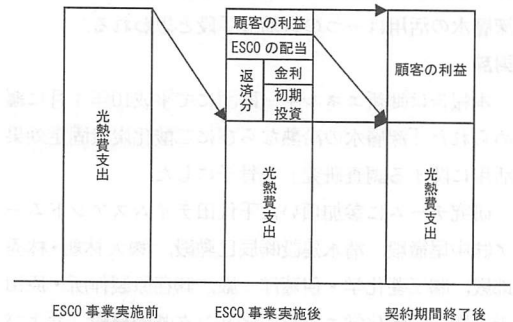 顧客の利益
ESCOの配当
返済分
金利
初期
投資
顧客の利益
光熱費支出
光熱費支出
光熱費支出
ESCO 事業実施前
ESCO 事業実施後
契約期間終了後